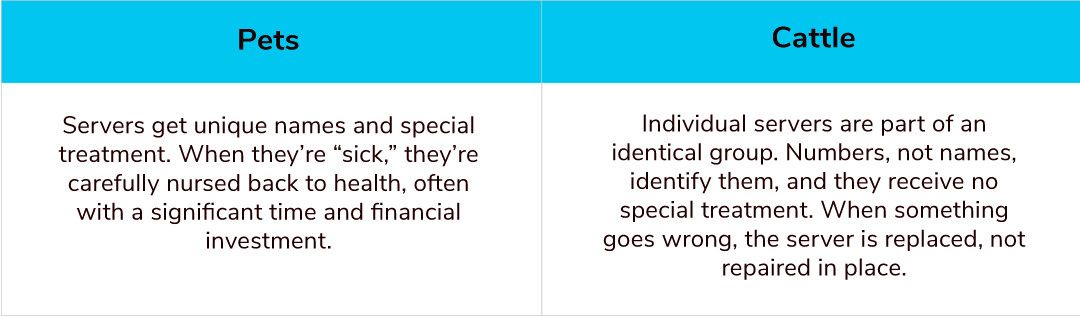 Pets
Servers get unique names and special
treatment. When they’re “sick,” they’re
carefully nursed back to health, often
with a significant time and financial
investment.
Cattle
Individual servers are part of an
identical group. Numbers, not names,
identify them, and they receive no
special treatment. When something
goes wrong, the server is replaced, not
repaired in place.